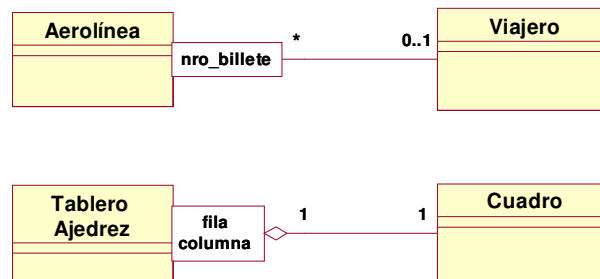 Aerolínea
nro_billete
*
0..1
Viajero
Tablero
Ajedrez
fila
columna
1
1
Cuadro